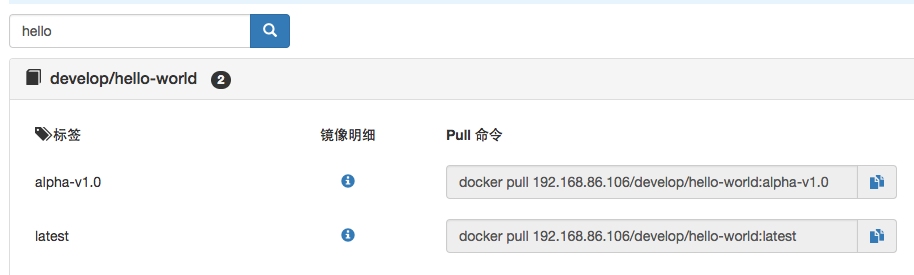 hello
develop/hello-world 2
标签 镜像明细 Pull 命令
alpha-v1.0 docker pull 192.168.86.106/develop/hello-world:alpha-v1.0
latest docker pull 192.168.86.106/develop/hello-world:latest